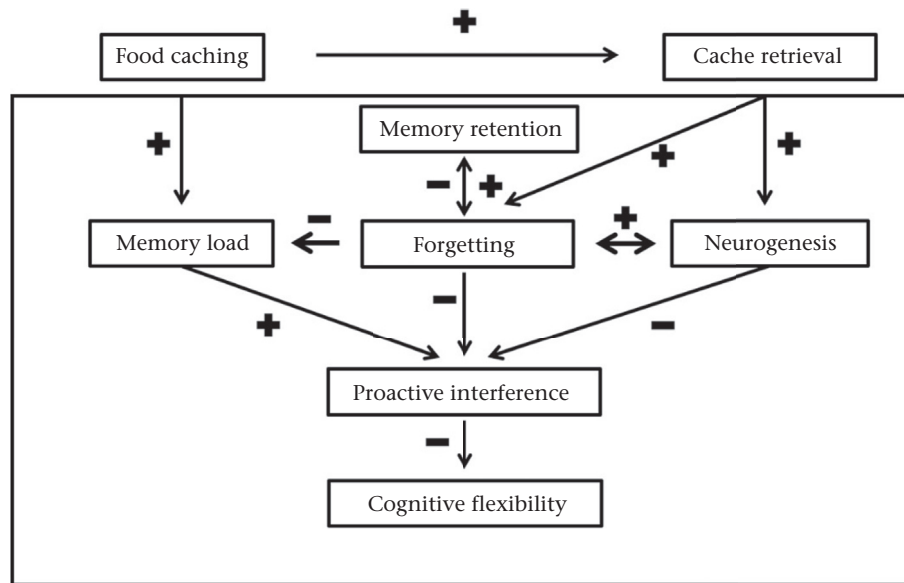 +
Food caching
Cache retrieval
Memory retention
+
+
+
− +
− +
Memory load
Forgetting
Neurogenesis
−
+
−
Proactive interference
−
Cognitive flexibility